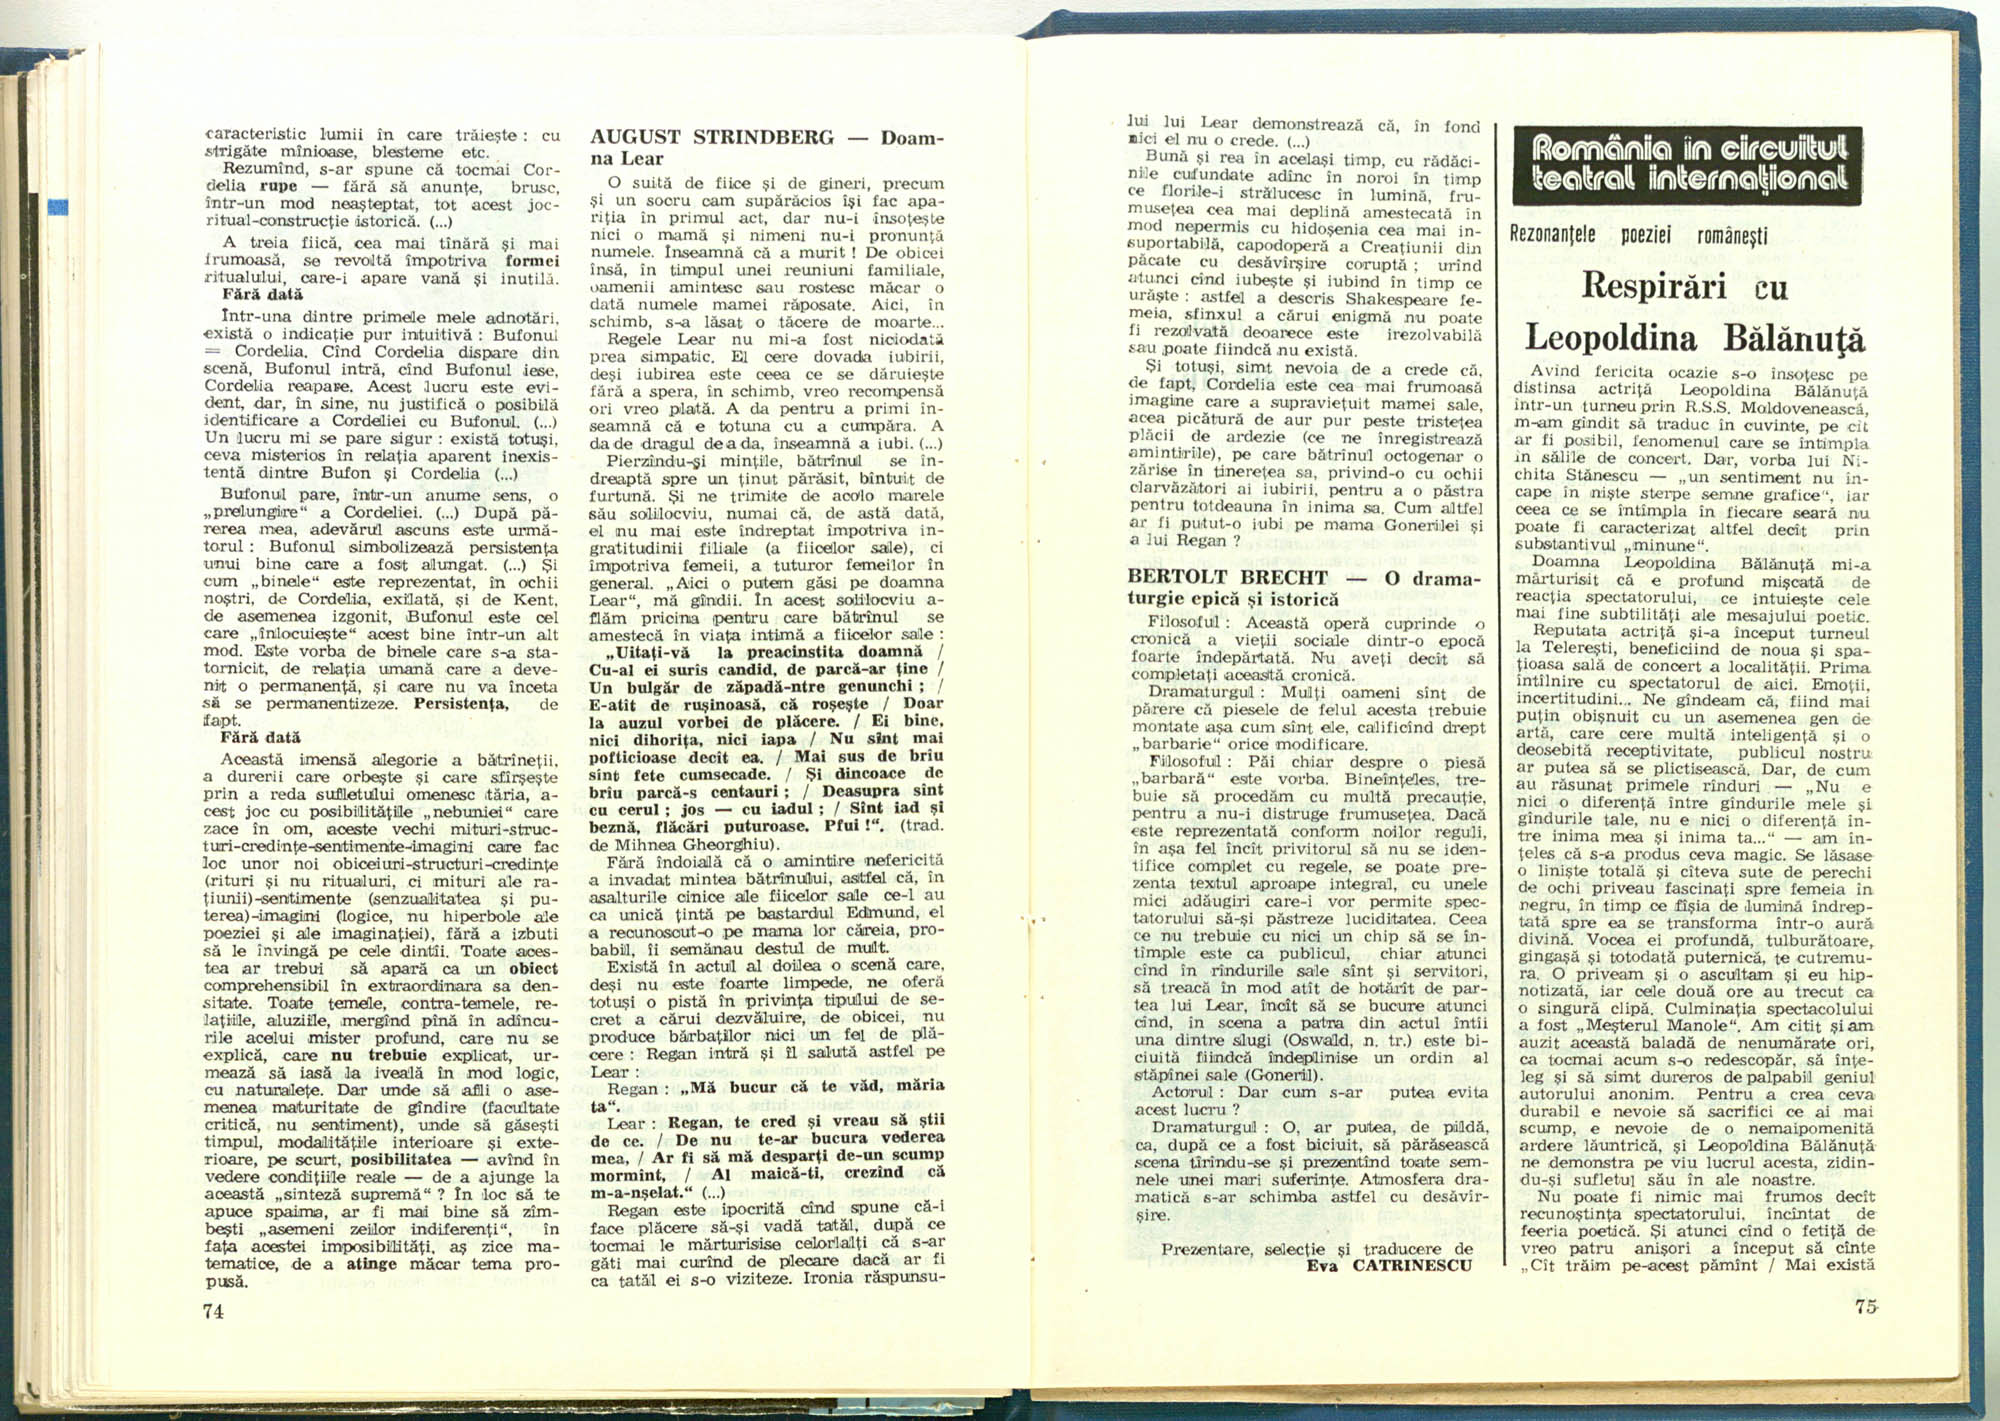 caracteristic lumii în care trăiește : cu
strigăte mînioase, blesteme etc.
Rezumînd, s-ar spune că tocmai Cor-
delia rupe — fără să anunțe, brusc,
într-un mod neașteptat, tot acest joc-
ritual-construcție istorică. (...)
A treia fiică, cea mai tînără și mai
frumoasă, se revoltă împotriva formei
ritualului, care-i apare vană și inutilă.
Fără dată
Într-una dintre primele mele adnotări,
există o indicație pur intuitivă : Bufonul
= Cordelia. Cînd Cordelia dispare din
scenă, Bufonul intră, cînd Bufonul iese,
Cordelia reapare. Acest lucru este evi-
dent, dar, în sine, nu justifică o posibilă
identificare a Cordeliei cu Bufonul. (...)
Un lucru mi se pare sigur : există totuși,
ceva misterios în relația aparent inexis-
tentă dintre Bufon și Cordelia (...)
Bufonul pare, într-un anume sens, o
„prelungire“ a Cordeliei. (...) După pă-
rerea mea, adevărul ascuns este urmă-
torul : Bufonul simbolizează persistența
unui bine care a fost alungat. (...) Și
cum „binele“ este reprezentat, în ochii
noștri, de Cordelia, exilată, și de Kent,
de asemenea izgonit, Bufonul este cel
care „înlocuiește“ acest bine într-un alt
mod. Este vorba de binele care s-a sta-
tornicit, de relația umană care a deve-
nit o permanență, și care nu va înceta
să se permanentizeze. Persistența, de
fapt.
Fără dată
Această imensă alegorie a bătrîneții,
a durerii care orbește și care sfîrșește
prin a reda sufletului omenesc tăria, a-
cest joc cu posibilitățile „nebuniei“ care
zace în om, aceste vechi mituri-struc-
turi-credințe-sentimente-imagini care fac
loc unor noi obiceiuri-structuri-credințe
(rituri și nu ritualuri, ci mituri ale ra-
țiunii)-sentimente (senzualitatea și pu-
terea)-imagini (logice, nu hiperbole ale
poeziei și ale imaginației), fără a izbuti
să le învingă pe cele dintîi. Toate aces-
tea ar trebui să apară ca un obiect
comprehensibil în extraordinara sa den-
sitate. Toate temele, contra-temele, re-
lațiile, aluziile, mergînd pînă în adîncu-
rile acelui mister profund, care nu se
explică, care nu trebuie explicat, ur-
mează să iasă la iveală în mod logic,
cu naturalețe. Dar unde să afli o ase-
menea maturitate de gîndire (facultate
critică, nu sentiment), unde să găsești
timpul, modalitățile interioare și exte-
rioare, pe scurt, posibilitatea — avînd în
vedere condițiile reale — de a ajunge la
această „sinteză supremă“ ? În loc să te
apuce spaima, ar fi mai bine să zîm-
bești „asemeni zeilor indiferenți“, în
fața acestei imposibilități, aș zice ma-
tematice, de a atinge măcar tema pro-
pusă.
74
AUGUST STRINDBERG — Doam-
na Lear
O suită de fiice și de gineri, precum
și un socru cam supărăcios își fac apa-
riția în primul act, dar nu-i însoțește
nici o mamă și nimeni nu-i pronunță
numele. Înseamnă că a murit ! De obicei
însă, în timpul unei reuniuni familiale,
oamenii amintesc sau rostesc măcar o
dată numele mamei răposate. Aici, în
schimb, s-a lăsat o tăcere de moarte...
Regele Lear nu mi-a fost niciodată
prea simpatic. El cere dovada iubirii,
deși iubirea este ceea ce se dăruiește
fără a spera, în schimb, vreo recompensă
ori vreo plată. A da pentru a primi în-
seamnă că e totuna cu a cumpăra. A
da de dragul de a da, înseamnă a iubi. (...)
Pierzîndu-și mințile, bătrînul se în-
dreaptă spre un ținut părăsit, bîntuit de
furtună. Și ne trimite de acolo marele
său solilocviu, numai că, de astă dată,
el nu mai este îndreptat împotriva in-
gratitudinii filiale (a fiicelor sale), ci
împotriva femeii, a tuturor femeilor în
general. „Aici o putem găsi pe doamna
Lear“, mă gîndii. În acest solilocviu a-
flăm pricina pentru care bătrînul se
amestecă în viața intimă a fiicelor sale :
„Uitați-vă la preacinstita doamnă /
Cu-al ei surîs candid, de parcă-ar ține /
Un bulgăr de zăpadă-ntre genunchi ; /
E-atît de rușinoasă, că roșește / Doar
la auzul vorbei de plăcere. / Ei bine,
nici dihorița, nici iapa / Nu sînt mai
pofticioase decît ea. / Mai sus de brîu
sînt fete cumsecade. / Și dincoace de
brîu parcă-s centauri ; / Deasupra sînt
cu cerul ; jos — cu iadul ; / Sînt iad și
beznă, flăcări puturoase. Pfui !“. (trad.
de Mihnea Gheorghiu).
Fără îndoială că o amintire nefericită
a invadat mintea bătrînului, astfel că, în
asalturile cinice ale fiicelor sale ce-l au
ca unică țintă pe bastardul Edmund, el
a recunoscut-o pe mama lor căreia, pro-
babil, îi semănau destul de mult.
Există în actul al doilea o scenă care,
deși nu este foarte limpede, ne oferă
totuși o pistă în privința tipului de se-
cret a cărui dezvăluire, de obicei, nu
produce bărbaților nici un fel de plă-
cere : Regan intră și îl salută astfel pe
Lear :
Regan : „Mă bucur că te văd, măria
ta“.
Lear : Regan, te cred și vreau să știi
de ce. / De nu te-ar bucura vederea
mea, / Ar fi să mă desparți de-un scump
mormînt, / Al maică-ti, crezînd că
m-a-nșelat.“ (...)
Regan este ipocrită cînd spune că-i
face plăcere să-și vadă tatăl, după ce
tocmai le mărturisise celorlalți că s-ar
găti mai curînd de plecare dacă ar fi
ca tatăl ei s-o viziteze. Ironia răspunsu-
lui lui Lear demonstrează că, în fond
nici el nu o crede. (...)
Bună și rea în același timp, cu rădăci-
nile cufundate adînc în noroi în timp
ce florile-i strălucesc în lumină, fru-
musețea cea mai deplină amestecată în
mod nepermis cu hidoșenia cea mai in-
suportabilă, capodoperă a Creațiunii din
păcate cu desăvîrșire coruptă ; urînd
atunci cînd iubește și iubind în timp ce
urăște : astfel a descris Shakespeare fe-
meia, sfinxul a cărui enigmă nu poate
fi rezolvată deoarece este irezolvabilă
sau poate fiindcă nu există.
Și totuși, simt nevoia de a crede că,
de fapt, Cordelia este cea mai frumoasă
imagine care a supraviețuit mamei sale,
acea picătură de aur pur peste tristețea
plăcii de ardezie (ce ne înregistrează
amintirile), pe care bătrînul octogenar o
zărise în tinerețea sa, privind-o cu ochii
clarvăzători ai iubirii, pentru a o păstra
pentru totdeauna în inima sa. Cum altfel
ar fi putut-o iubi pe mama Gonerilei și
a lui Regan ?
BERTOLT BRECHT — O drama-
turgie epică și istorică
Filosoful : Această operă cuprinde o
cronică a vieții sociale dintr-o epocă
foarte îndepărtată. Nu aveți decît să
completați această cronică.
Dramaturgul : Mulți oameni sînt de
părere că piesele de felul acesta trebuie
montate așa cum sînt ele, calificînd drept
„barbarie“ orice modificare.
Filosoful : Păi chiar despre o piesă
„barbară“ este vorba. Bineînțeles, tre-
buie să procedăm cu multă precauție,
pentru a nu-i distruge frumusețea. Dacă
este reprezentată conform noilor reguli,
în așa fel încît privitorul să nu se iden-
tifice complet cu regele, se poate pre-
zenta textul aproape integral, cu unele
mici adăugiri care-i vor permite spec-
tatorului să-și păstreze luciditatea. Ceea
ce nu trebuie cu nici un chip să se în-
tîmple este ca publicul, chiar atunci
cînd în rîndurile sale sînt și servitori,
să treacă în mod atît de hotărît de par-
tea lui Lear, încît să se bucure atunci
cînd, în scena a patra din actul întîi
una dintre slugi (Oswald, n. tr.) este bi-
ciuită fiindcă îndeplinise un ordin al
stăpînei sale (Goneril).
Actorul : Dar cum s-ar putea evita
acest lucru ?
Dramaturgul : O, ar putea, de pildă,
ca, după ce a fost biciuit, să părăsească
scena tîrîndu-se și prezentînd toate sem-
nele unei mari suferințe. Atmosfera dra-
matică s-ar schimba astfel cu desăvîr-
șire.
Prezentare, selecție și traducere de
Eva CATRINESCU
România în circuitul
teatral internațional
Rezonanțele poeziei românești
Respirări cu
Leopoldina Bălănuță
Avînd fericita ocazie s-o însoțesc pe
distinsa actriță Leopoldina Bălănuță
într-un turneu prin R.S.S. Moldovenească,
m-am gîndit să traduc în cuvinte, pe cît
ar fi posibil, fenomenul care se întîmpla
în sălile de concert. Dar, vorba lui Ni-
chita Stănescu — „un sentiment nu în-
cape în niște sterpe semne grafice“, iar
ceea ce se întîmpla în fiecare seară nu
poate fi caracterizat altfel decît prin
substantivul „minune“.
Doamna Leopoldina Bălănuță mi-a
mărturisit că e profund mișcată de
reacția spectatorului, ce intuiește cele
mai fine subtilități ale mesajului poetic.
Reputata actriță și-a început turneul
la Telerești, beneficiind de noua și spa-
țioasa sală de concert a localității. Prima
întîlnire cu spectatorul de aici. Emoții,
incertitudini... Ne gîndeam că, fiind mai
puțin obișnuit cu un asemenea gen de
artă, care cere multă inteligență și o
deosebită receptivitate, publicul nostru
ar putea să se plictisească. Dar, de cum
au răsunat primele rînduri — „Nu e
nici o diferență între gîndurile mele și
gîndurile tale, nu e nici o diferență în-
tre inima mea și inima ta...“ — am în-
țeles că s-a produs ceva magic. Se lăsase
o liniște totală și cîteva sute de perechi
de ochi priveau fascinați spre femeia în
negru, în timp ce fîșia de lumină îndrep-
tată spre ea se transforma într-o aură
divină. Vocea ei profundă, tulburătoare,
gingașă și totodată puternică, te cutremu-
ra. O priveam și o ascultam și eu hip-
notizată, iar cele două ore au trecut ca
o singură clipă. Culminația spectacolului
a fost „Meșterul Manole“. Am citit și am
auzit această baladă de nenumărate ori,
ca tocmai acum s-o redescopăr, să înțe-
leg și să simt dureros de palpabil geniul
autorului anonim. Pentru a crea ceva
durabil e nevoie să sacrifici ce ai mai
scump, e nevoie de o nemaipomenită
ardere lăuntrică, și Leopoldina Bălănuță
ne demonstra pe viu lucrul acesta, zidin-
du-și sufletul său în ale noastre.
Nu poate fi nimic mai frumos decît
recunoștința spectatorului, încîntat de
feeria poetică. Și atunci cînd o fetiță de
vreo patru anișori a început să cînte
„Cît trăim pe-acest pămînt / Mai există
75